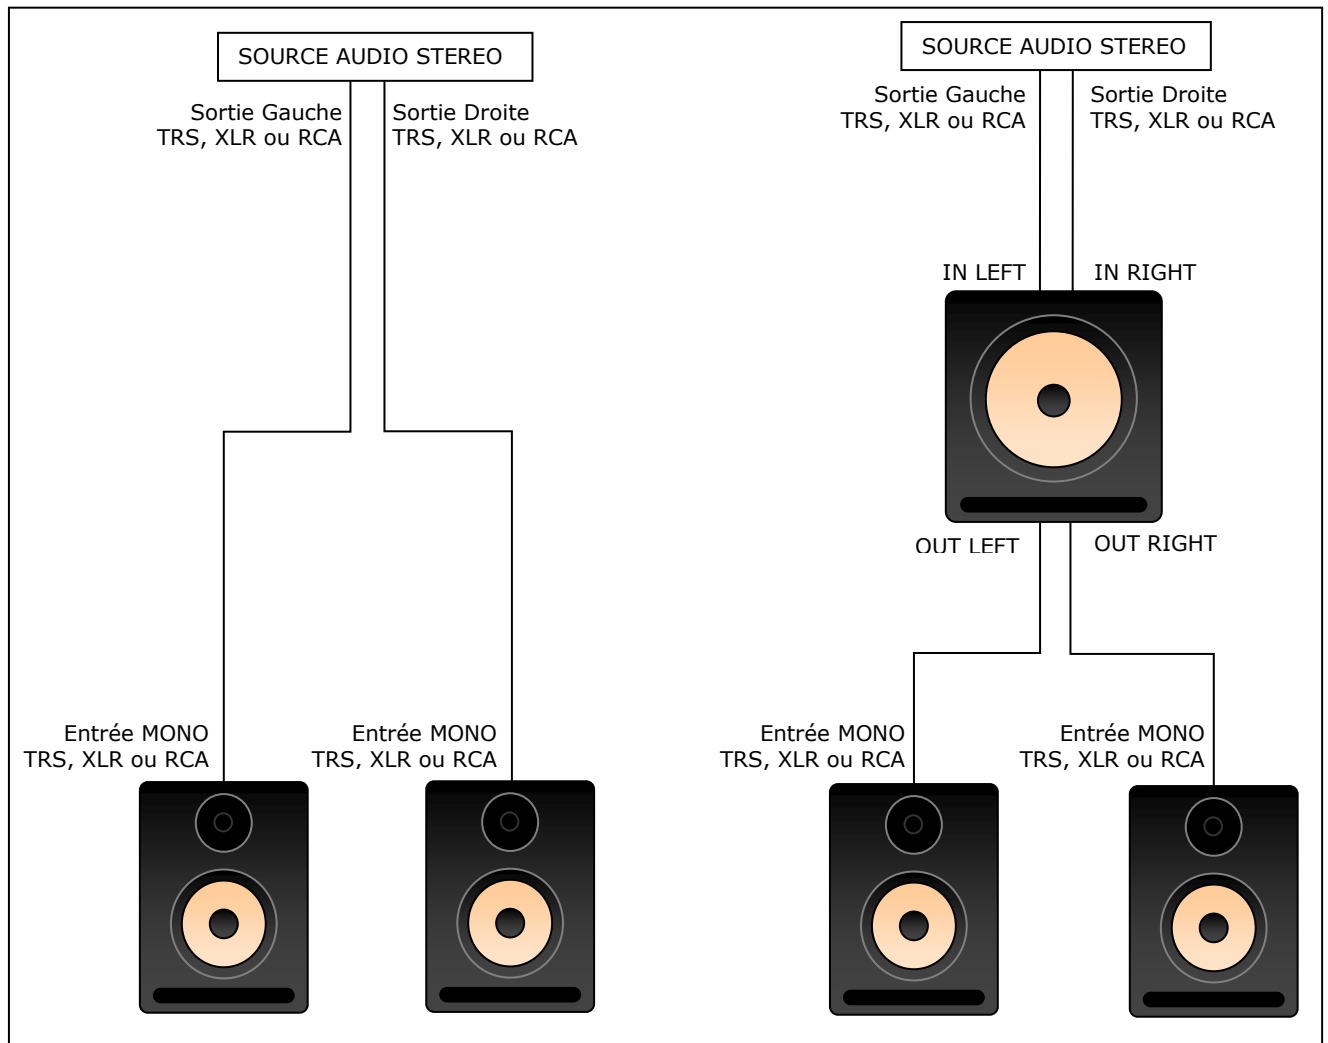 SOURCE AUDIO STEREO
Sortie Gauche
TRS, XLR ou RCA
Sortie Droite
TRS, XLR ou RCA
Entrée MONO
TRS, XLR ou RCA
Entrée MONO
TRS, XLR ou RCA
SOURCE AUDIO STEREO
Sortie Gauche
TRS, XLR ou RCA
Sortie Droite
TRS, XLR ou RCA
IN LEFT
IN RIGHT
OUT LEFT
OUT RIGHT
Entrée MONO
TRS, XLR ou RCA
Entrée MONO
TRS, XLR ou RCA